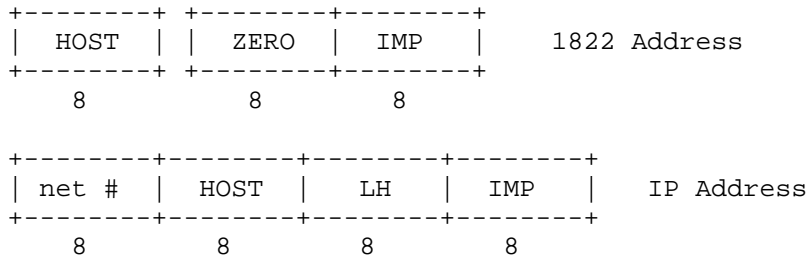 +--------+ +--------+--------+
|  HOST  | |  ZERO  |  IMP   |    1822 Address
+--------+ +--------+--------+
8 8 8
+--------+--------+--------+--------+
| net #  |  HOST  |   LH   |  IMP   |   IP Address
+--------+--------+--------+--------+
8 8 8 8